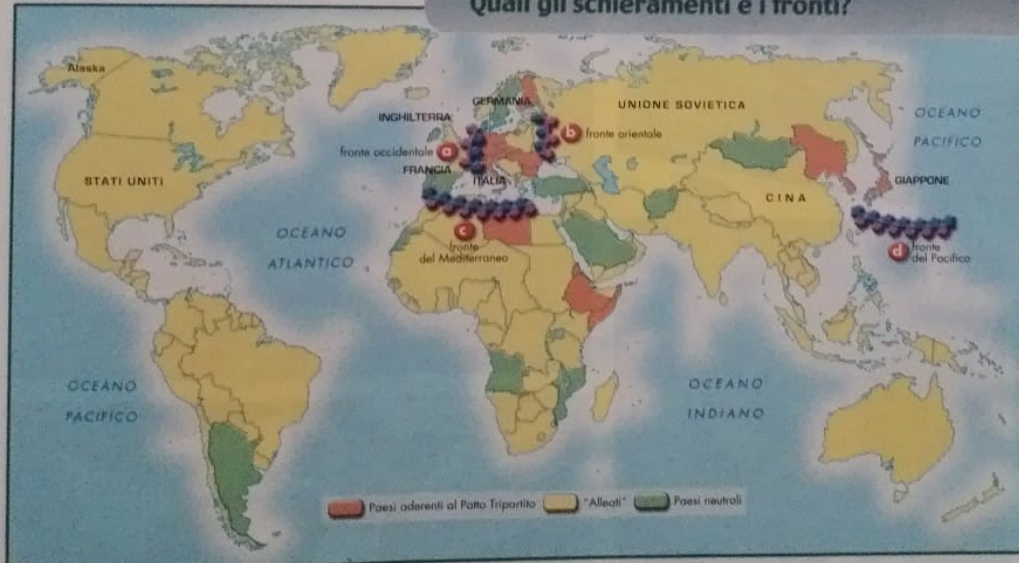 Quali gli schieramenti e i fronti?
Alaska
STATI UNITI
OCEANO
ATLANTICO
OCEANO
PACIFICO
INGHILTERRA
GERMANIA
fronte occidentale a
FRANCIA
ITALIA
b fronte orientale
UNIONE SOVIETICA
OCEANO
PACIFICO
GIAPPONE
CINA
c
fronte
del Mediterraneo
d fronte
del Pacifico
OCEANO
INDIANO
Paesi aderenti al Patto Tripartito "Alleati" Paesi neutrali